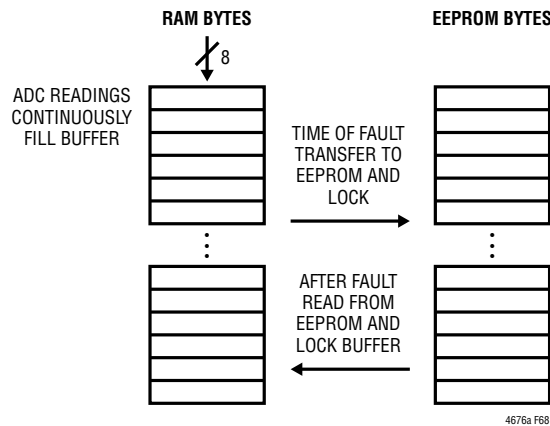 RAM BYTES
EEPROM BYTES
8
ADC READINGS
CONTINUOUSLY
FILL BUFFER
TIME OF FAULT
TRANSFER TO
EEPROM AND
LOCK
AFTER FAULT
READ FROM
EEPROM AND
LOCK BUFFER
4676a F68